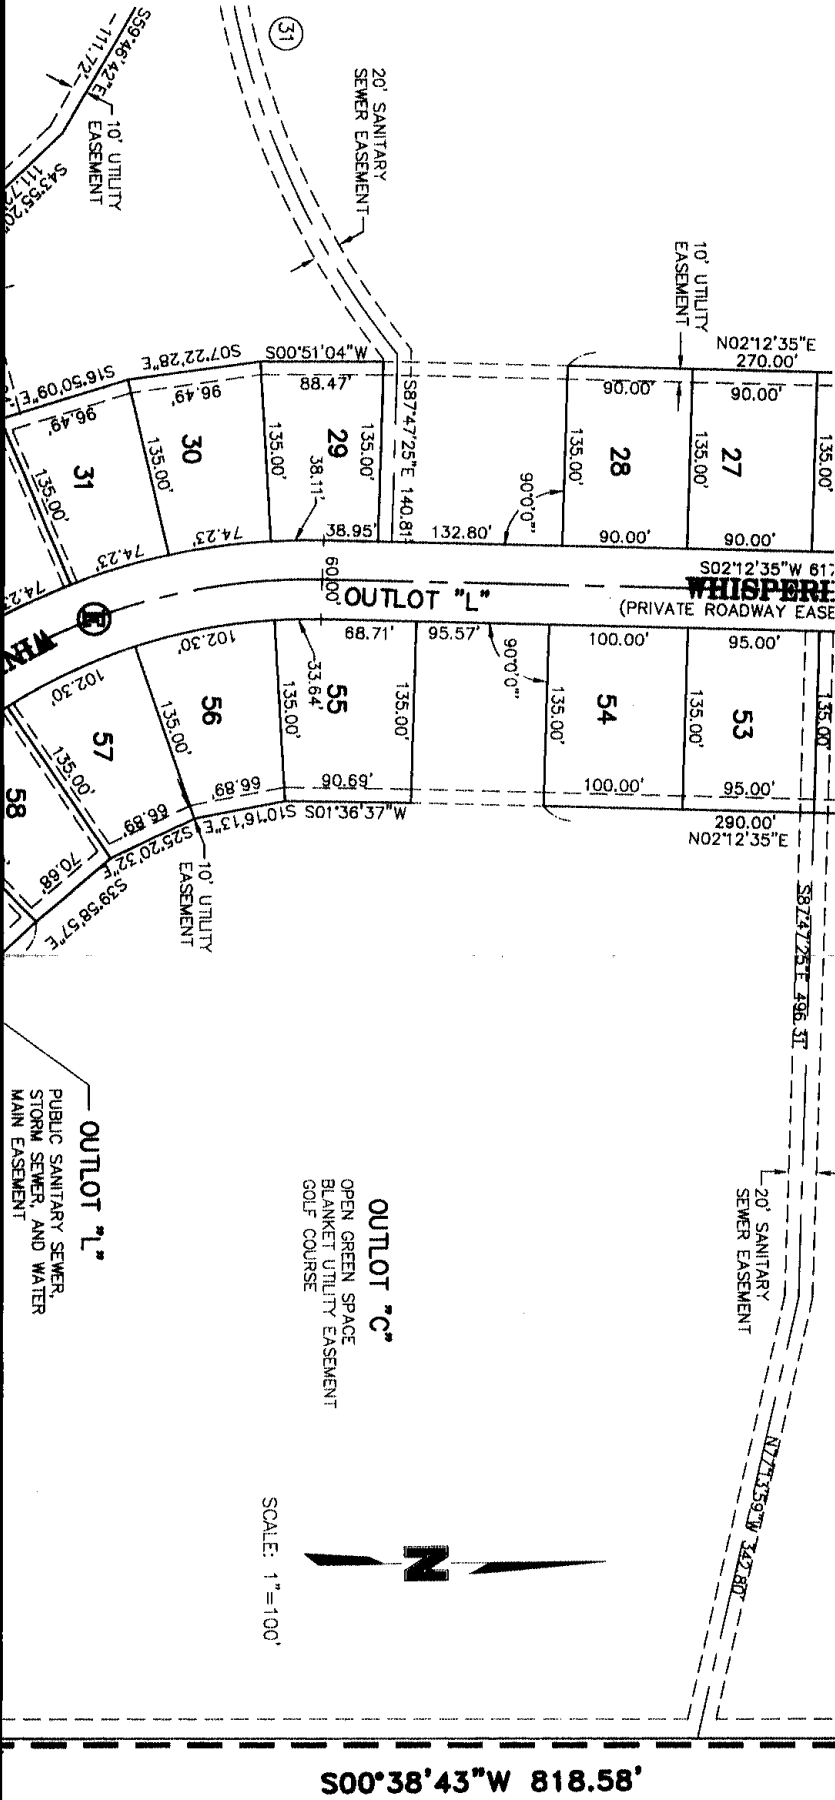 S59°46'42"E
111.72'
10' UTILITY
EASEMENT
S43°55'20"
31
20' SANITARY
SEWER EASEMENT
10' UTILITY
EASEMENT
N02°12'35"E
270.00'
S16°50'09"E
96.49'
S07°22'28"E
96.49'
S00°51'04"W
88.47'
S87°47'25"E 140.81'
90.00'
90.00'
31
135.00'
30
135.00'
29
135.00'
135.00'
28
135.00'
27
135.00'
135.00'
74.23'
74.23'
74.23'
38.11'
38.95'
132.80'
90°0'0"
90.00'
90.00'
S02°12'35"W 617
60.00'
OUTLOT "L"
WHISPERI
(PRIVATE ROADWAY EASE
E
WIN
102.30'
102.30'
33.64'
68.71'
95.57'
90°0'0"
100.00'
95.00'
58
57
135.00'
56
135.00'
55
135.00'
135.00'
54
135.00'
53
135.00'
135.00'
70.68'
66.89'
66.89'
90.69'
100.00'
95.00'
S39°58'57"E
S25°20'32"E
S10°16'13"E
S01°36'37"W
290.00'
N02°12'35"E
10' UTILITY
EASEMENT
S87°47'25"E 496.31'
20' SANITARY
SEWER EASEMENT
N77°13'59"W 342.80'
OUTLOT "L"
PUBLIC SANITARY SEWER,
STORM SEWER, AND WATER
MAIN EASEMENT
OUTLOT "C"
OPEN GREEN SPACE
BLANKET UTILITY EASEMENT
GOLF COURSE
N
SCALE: 1"=100'
S00°38'43"W 818.58'